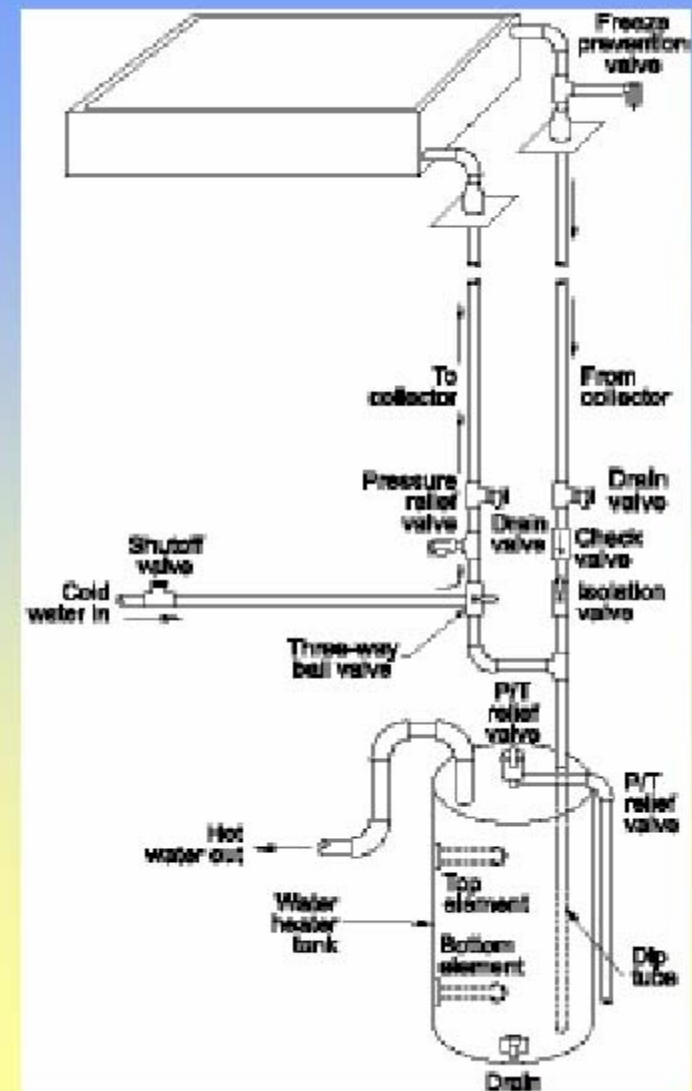 Freeze
prevention
valve
To
collector
From
collector
Pressure
relief
valve
Drain
valve
Drain
valve
Check
valve
Shutoff
valve
Cold
water in
Isolation
valve
Three-way
ball valve
P/T
relief
valve
P/T
relief
valve
Hot
water out
Top
element
Water
heater
tank
Bottom
element
Dip
tube
Drain